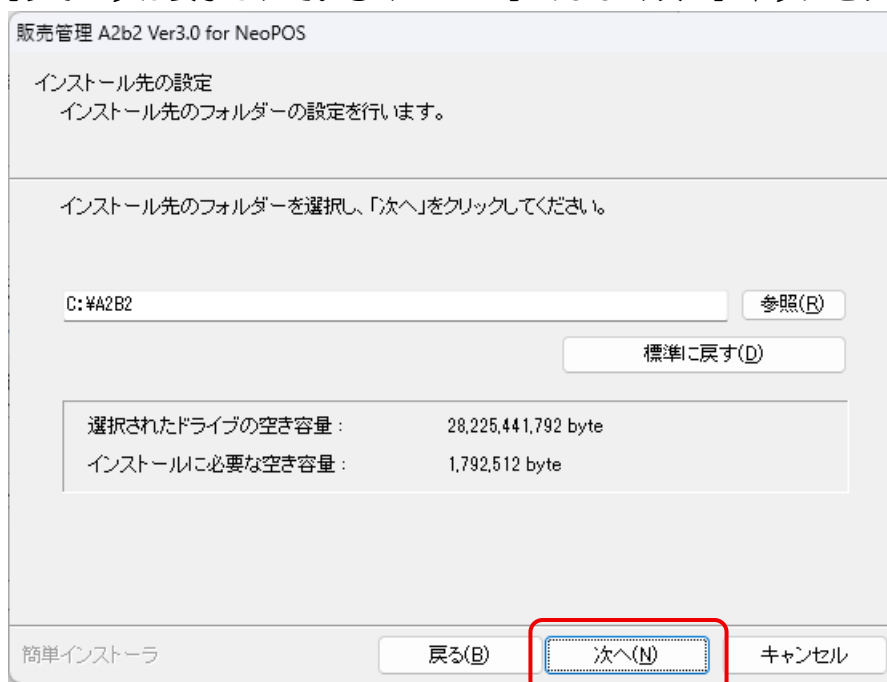 販売管理 A2b2 Ver3.0 for NeoPOS
インストール先の設定
インストール先のフォルダーの設定を行います。
インストール先のフォルダーを選択し、「次へ」をクリックしてください。
C:¥A2B2
参照(R)
標準に戻す(D)
選択されたドライブの空き容量: 28,225,441,792 byte
インストールに必要な空き容量: 1,792,512 byte
簡単インストーラ 戻る(B) 次へ(N) キャンセル